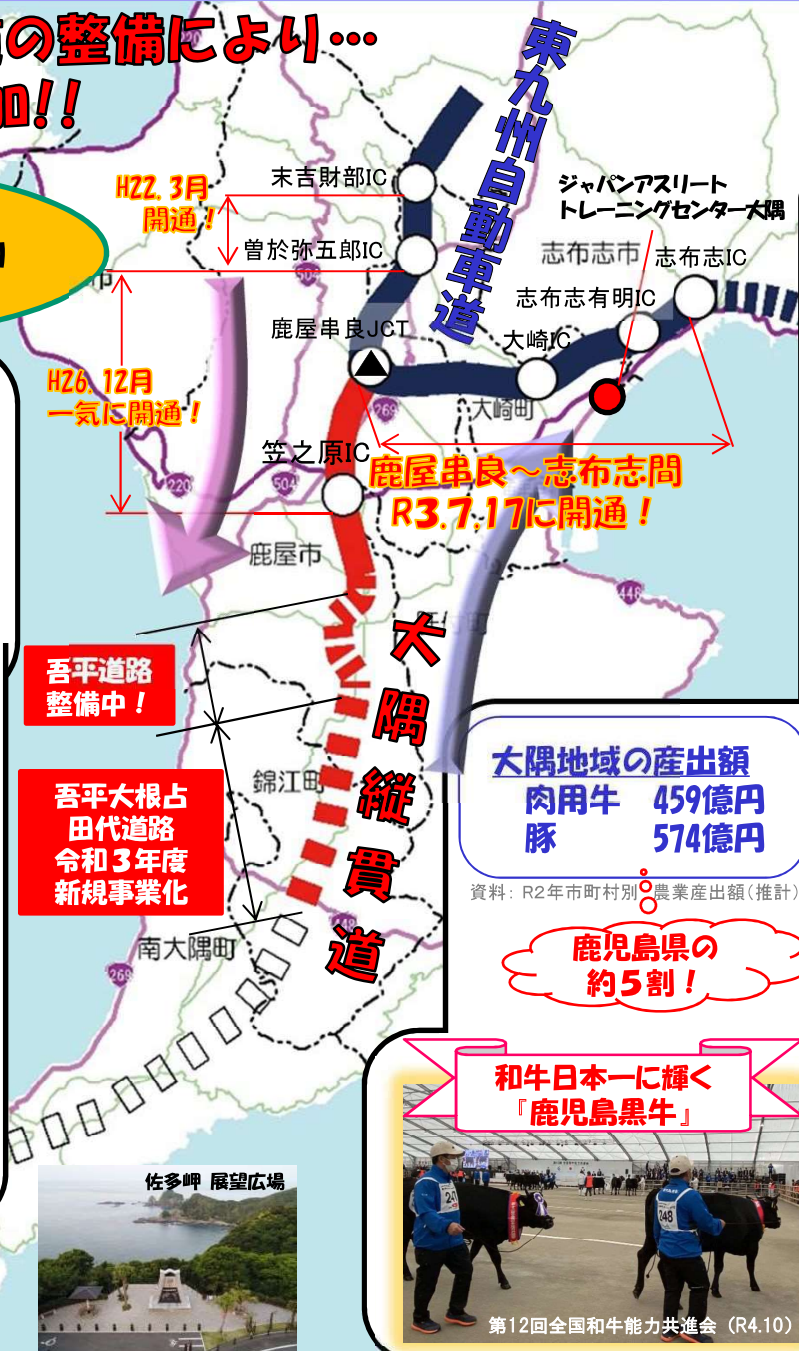 の整備により…
加!!
東九州自動車道
H22.3月
開通！
末吉財部IC
曽於弥五郎IC
ジャパンアスリート
トレーニングセンター大隅
志布志市
志布志IC
志布志有明IC
鹿屋串良JCT
大崎IC
504
H26.12月
一気に開通！
269
大崎町
笠之原IC
220
504
鹿屋串良～志布志間
R3.7.17に開通！
鹿屋市
448
大隅縦貫道
吾平道路
整備中！
錦江町
吾平大根占
田代道路
令和３年度
新規事業化
大隅地域の産出額
肉用牛 459億円
豚 574億円
資料: R2年市町村別 農業産出額(推計)
448
南大隅町
269
鹿児島県の
約５割！
和牛日本一に輝く
『鹿児島黒牛』
佐多岬 展望広場
248
第12回全国和牛能力共進会 (R4.10)